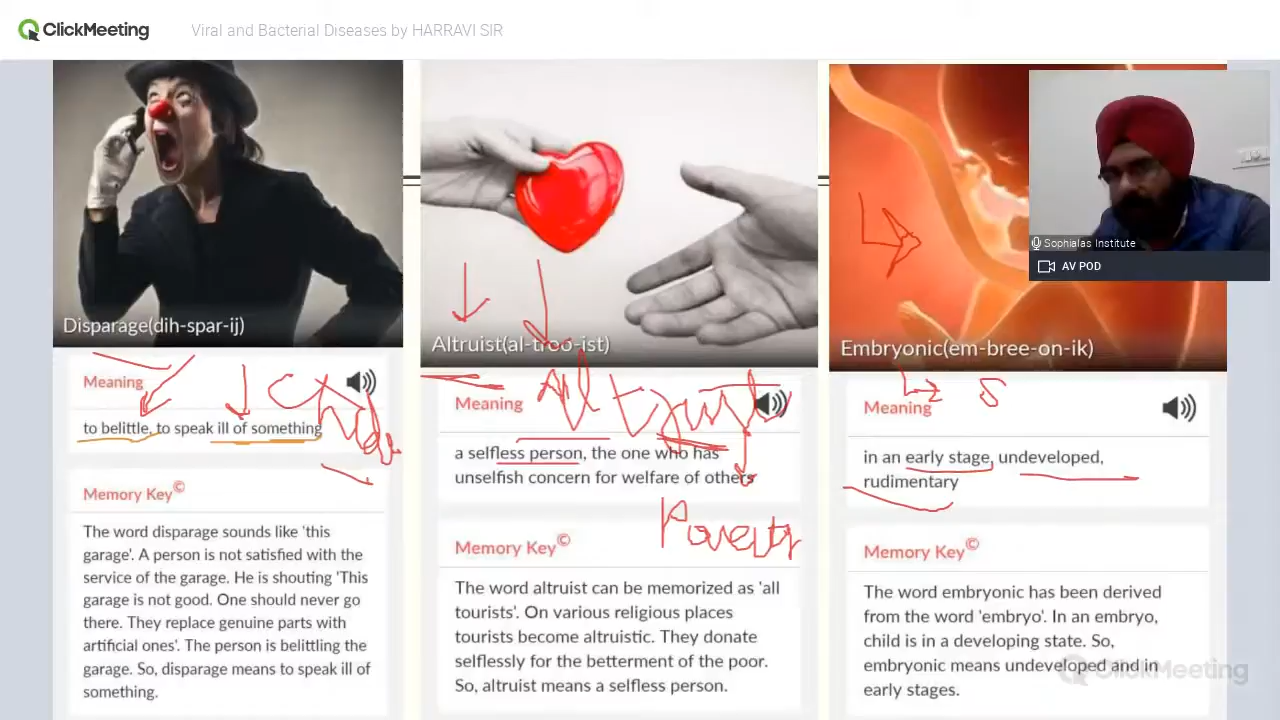 ClickMeeting
Viral and Bacterial Diseases by HARRAVI SIR
Disparage(dih-spar-ij)
Meaning
to belittle, to speak ill of something
Chide
Memory Key©
The word disparage sounds like 'this
garage'. A person is not satisfied with the
service of the garage. He is shouting 'This
garage is not good. One should never go
there. They replace genuine parts with
artificial ones'. The person is belittling the
garage. So, disparage means to speak ill of
something.
Altruist(al-troo-ist)
Meaning
a selfless person, the one who has
unselfish concern for welfare of others
Poverty
Memory Key©
The word altruist can be memorized as 'all
tourists'. On various religious places
tourists become altruistic. They donate
selflessly for the betterment of the poor.
So, altruist means a selfless person.
Embryonic(em-bree-on-ik)
Meaning
in an early stage, undeveloped,
rudimentary
Memory Key©
The word embryonic has been derived
from the word 'embryo'. In an embryo,
child is in a developing state. So,
embryonic means undeveloped and in
early stages.
Sophialas Institute
AV POD
ClickMeeting